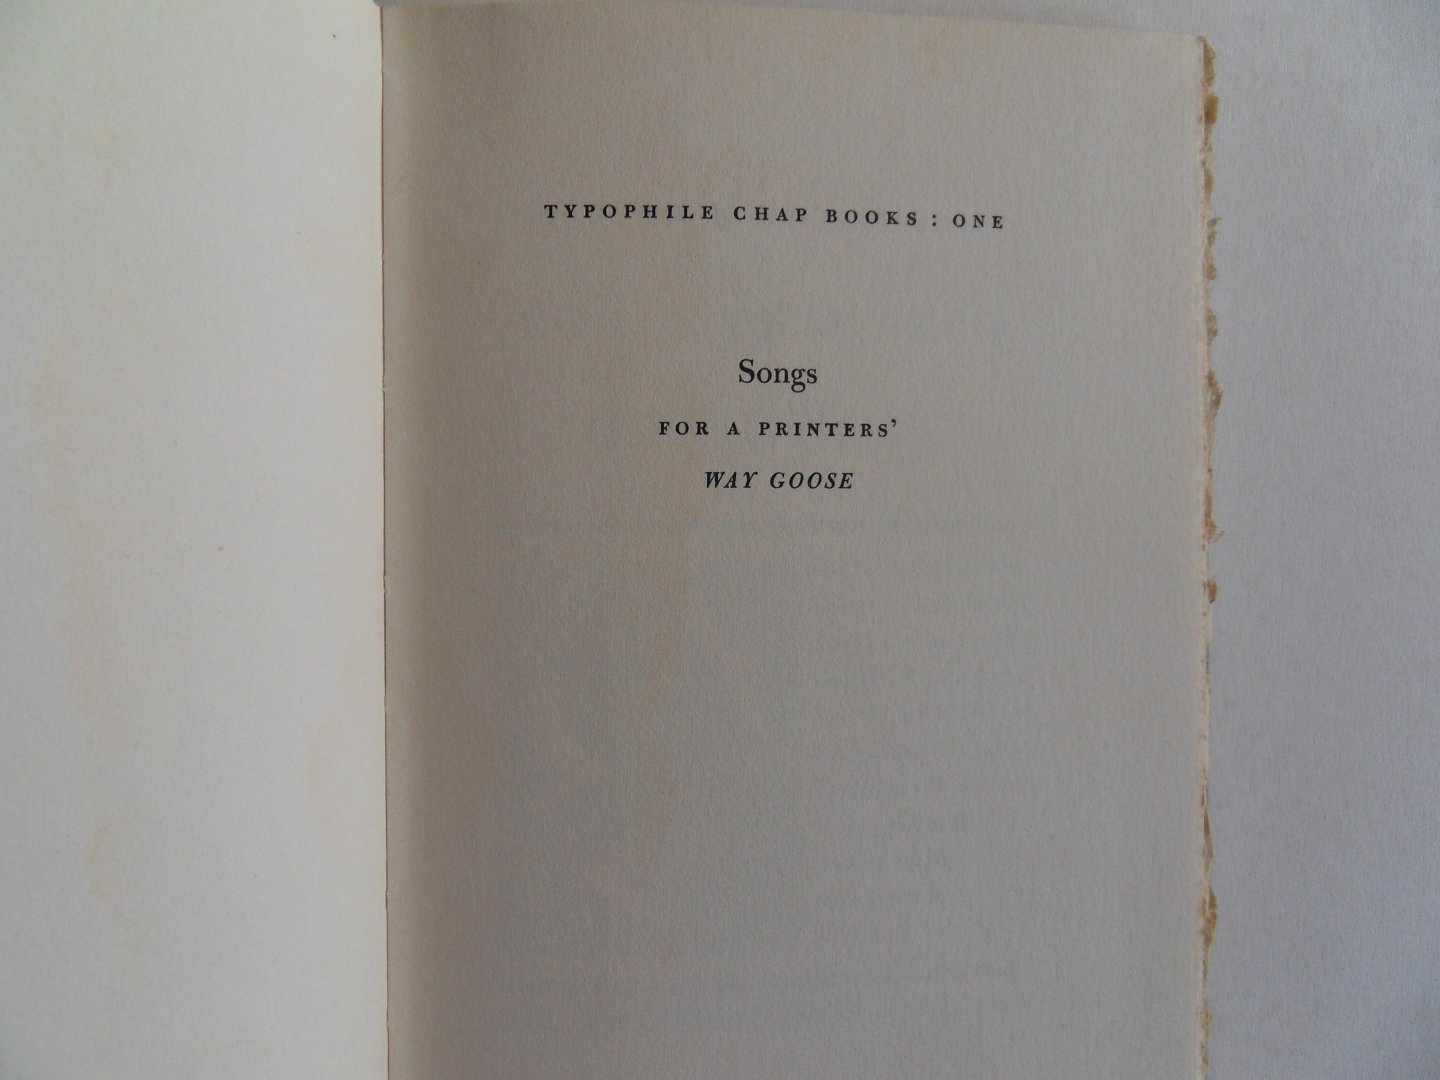 TYPOPHILE CHAP BOOKS : ONE
Songs
FOR A PRINTERS’
WAY GOOSE